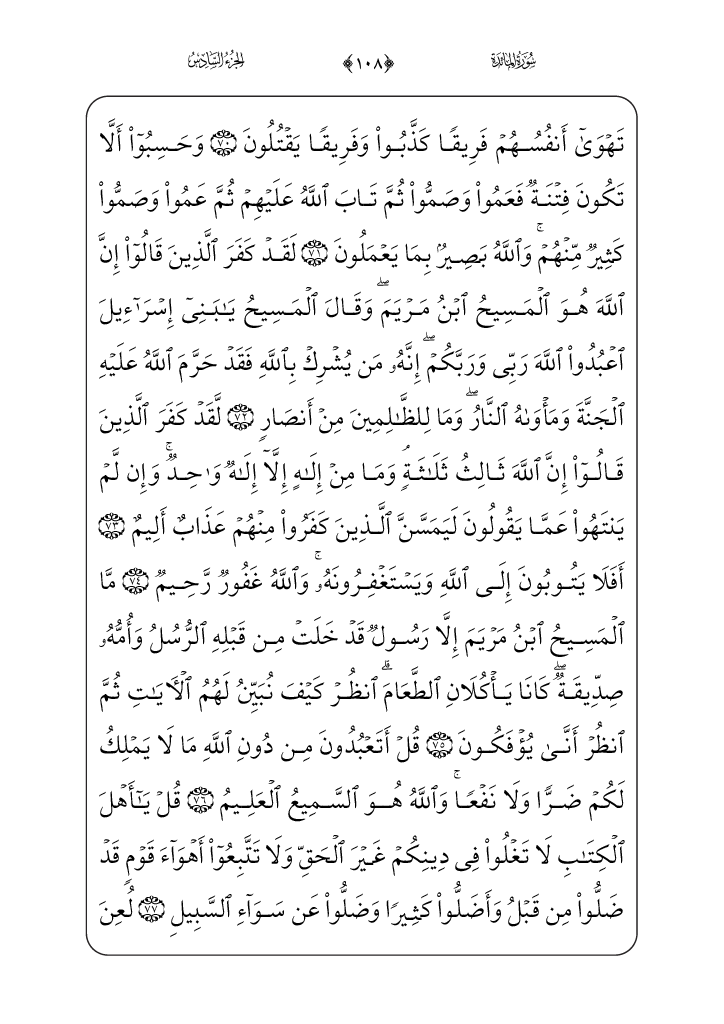 سُورَةُ المَائدة ﴿١٠٨﴾ الجزءُ السَّادِسُ
تَهۡوَىٰٓ أَنفُسُهُمۡ فَرِيقٗا كَذَّبُواْ وَفَرِيقٗا يَقۡتُلُونَ ٧٠ وَحَسِبُوٓاْ أَلَّا
تَكُونَ فِتۡنَةٞ فَعَمُواْ وَصَمُّواْ ثُمَّ تَابَ ٱللَّهُ عَلَيۡهِمۡ ثُمَّ عَمُواْ وَصَمُّواْ
كَثِيرٞ مِّنۡهُمۡۚ وَٱللَّهُ بَصِيرُۢ بِمَا يَعۡمَلُونَ ٧١ لَقَدۡ كَفَرَ ٱلَّذِينَ قَالُوٓاْ إِنَّ
ٱللَّهَ هُوَ ٱلۡمَسِيحُ ٱبۡنُ مَرۡيَمَۖ وَقَالَ ٱلۡمَسِيحُ يَٰبَنِيٓ إِسۡرَٰٓءِيلَ
ٱعۡبُدُواْ ٱللَّهَ رَبِّي وَرَبَّكُمۡۖ إِنَّهُۥ مَن يُشۡرِكۡ بِٱللَّهِ فَقَدۡ حَرَّمَ ٱللَّهُ عَلَيۡهِ
ٱلۡجَنَّةَ وَمَأۡوَىٰهُ ٱلنَّارُۖ وَمَا لِلظَّٰلِمِينَ مِنۡ أَنصَارٖ ٧٢ لَّقَدۡ كَفَرَ ٱلَّذِينَ
قَالُوٓاْ إِنَّ ٱللَّهَ ثَالِثُ ثَلَٰثَةٖۘ وَمَا مِنۡ إِلَٰهٍ إِلَّآ إِلَٰهٞ وَٰحِدٞۚ وَإِن لَّمۡ
يَنتَهُواْ عَمَّا يَقُولُونَ لَيَمَسَّنَّ ٱلَّذِينَ كَفَرُواْ مِنۡهُمۡ عَذَابٌ أَلِيمٌ ٧٣
أَفَلَا يَتُوبُونَ إِلَى ٱللَّهِ وَيَسۡتَغۡفِرُونَهُۥۚ وَٱللَّهُ غَفُورٞ رَّحِيمٞ ٧٤ مَّا
ٱلۡمَسِيحُ ٱبۡنُ مَرۡيَمَ إِلَّا رَسُولٞ قَدۡ خَلَتۡ مِن قَبۡلِهِ ٱلرُّسُلُ وَأُمُّهُۥ
صِدِّيقَةٞۖ كَانَا يَأۡكُلَانِ ٱلطَّعَامَۗ ٱنظُرۡ كَيۡفَ نُبَيِّنُ لَهُمُ ٱلۡأٓيَٰتِ ثُمَّ
ٱنظُرۡ أَنَّىٰ يُؤۡفَكُونَ ٧٥ قُلۡ أَتَعۡبُدُونَ مِن دُونِ ٱللَّهِ مَا لَا يَمۡلِكُ
لَكُمۡ ضَرّٗا وَلَا نَفۡعٗاۚ وَٱللَّهُ هُوَ ٱلسَّمِيعُ ٱلۡعَلِيمُ ٧٦ قُلۡ يَٰٓأَهۡلَ
ٱلۡكِتَٰبِ لَا تَغۡلُواْ فِي دِينِكُمۡ غَيۡرَ ٱلۡحَقِّ وَلَا تَتَّبِعُوٓاْ أَهۡوَآءَ قَوۡمٖ قَدۡ
ضَلُّواْ مِن قَبۡلُ وَأَضَلُّواْ كَثِيرٗا وَضَلُّواْ عَن سَوَآءِ ٱلسَّبِيلِ ٧٧ لُعِنَ